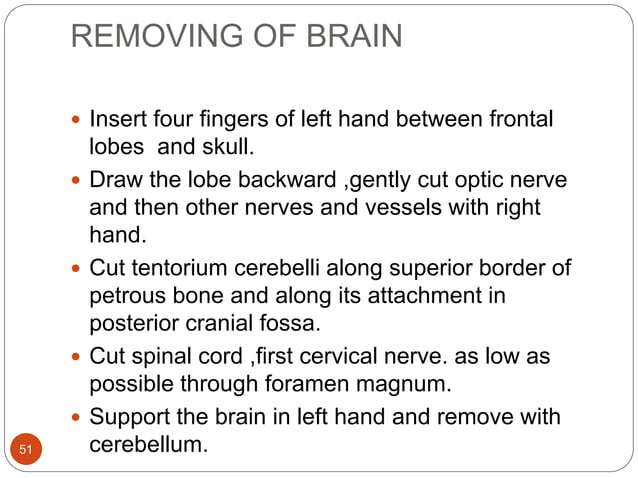 REMOVING OF BRAIN
• Insert four fingers of left hand between frontal
lobes and skull.
• Draw the lobe backward ,gently cut optic nerve
and then other nerves and vessels with right
hand.
• Cut tentorium cerebelli along superior border of
petrous bone and along its attachment in
posterior cranial fossa.
• Cut spinal cord ,first cervical nerve. as low as
possible through foramen magnum.
• Support the brain in left hand and remove with
cerebellum.
51